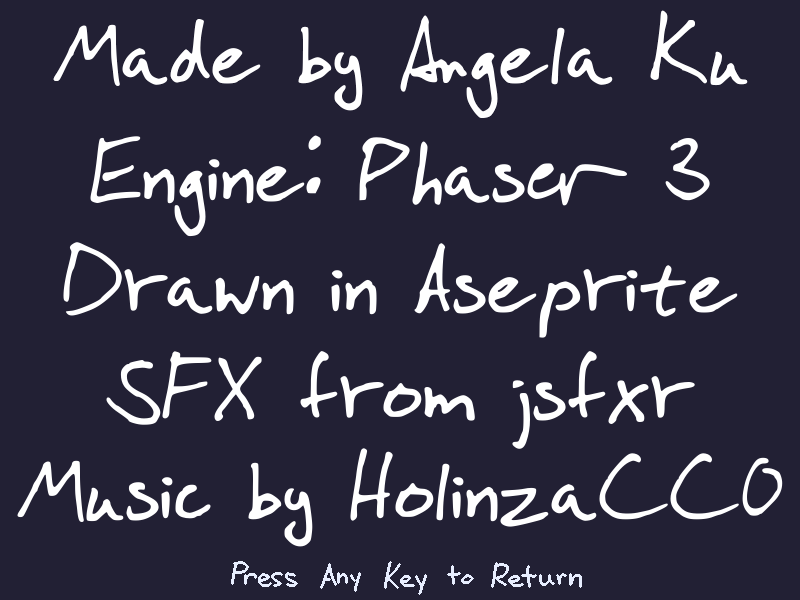 Made by Angela Ku
Engine: Phaser 3
Drawn in Aseprite
SFX from jsfxr
Music by HolinzaCC0
Press Any Key to Return